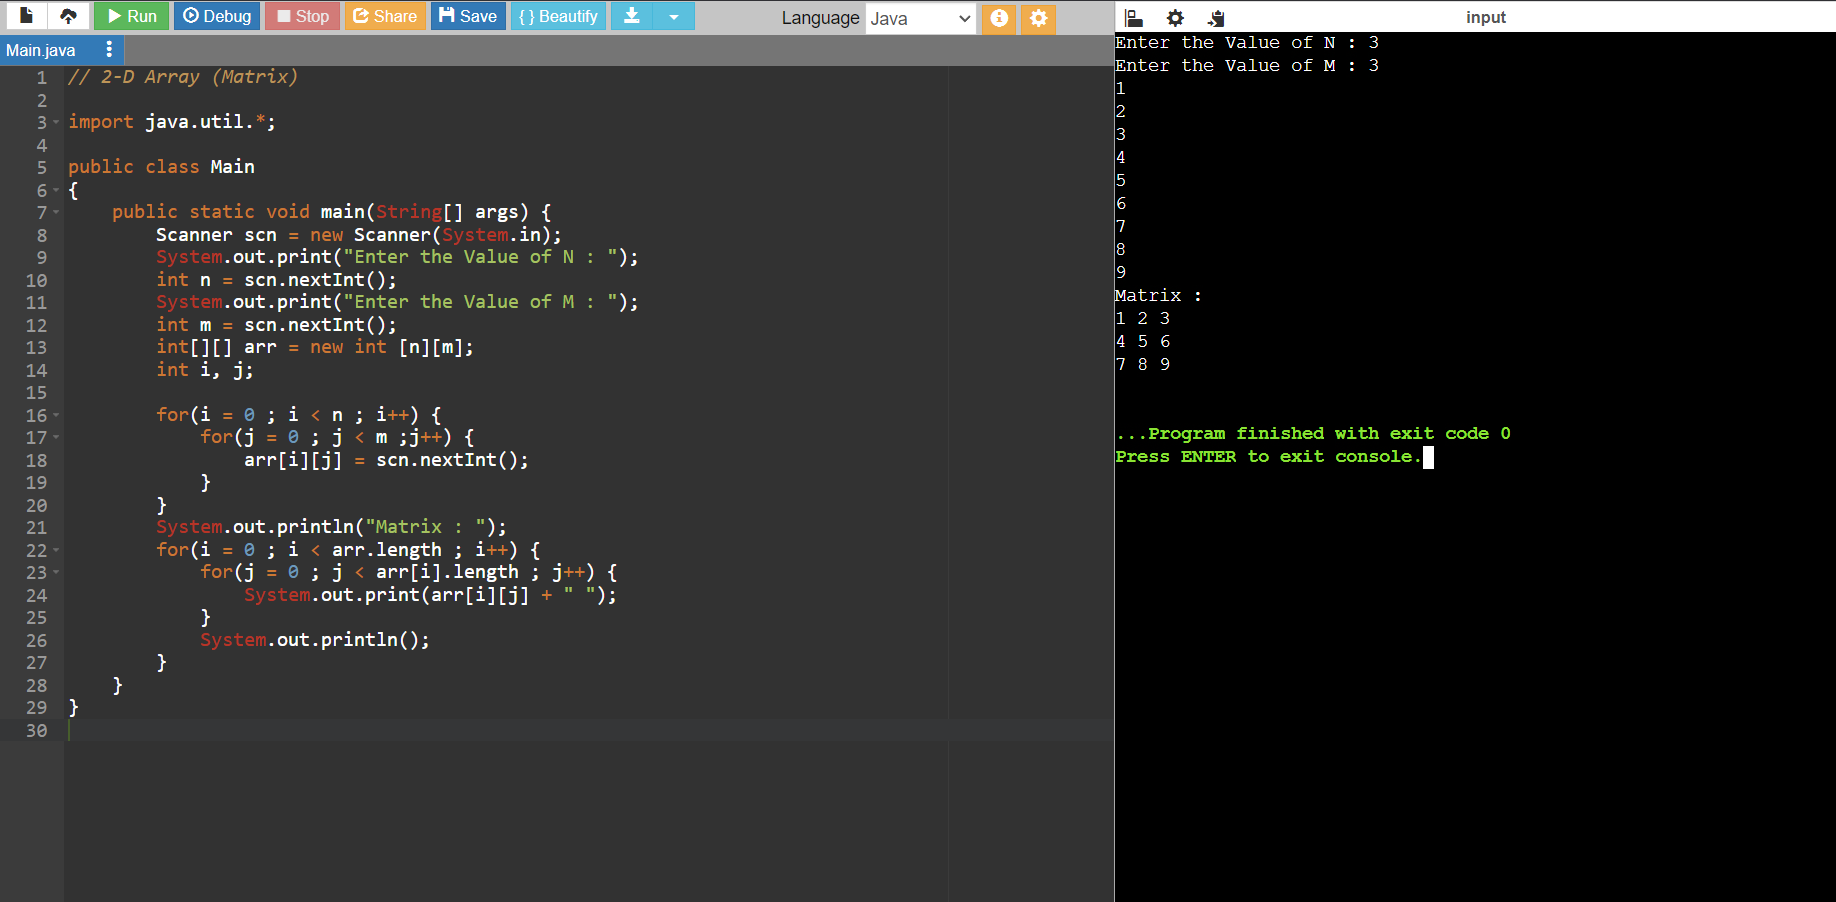 Run Debug Stop Share Save { } Beautify Language Java
Main.java
1 // 2-D Array (Matrix)
2
3 import java.util.*;
4
5 public class Main
6 {
7     public static void main(String[] args) {
8         Scanner scn = new Scanner(System.in);
9         System.out.print("Enter the Value of N : ");
10         int n = scn.nextInt();
11         System.out.print("Enter the Value of M : ");
12         int m = scn.nextInt();
13         int[][] arr = new int [n][m];
14         int i, j;
15
16         for(i = 0 ; i < n ; i++) {
17             for(j = 0 ; j < m ;j++) {
18                 arr[i][j] = scn.nextInt();
19             }
20         }
21         System.out.println("Matrix : ");
22         for(i = 0 ; i < arr.length ; i++) {
23             for(j = 0 ; j < arr[i].length ; j++) {
24                 System.out.print(arr[i][j] + " ");
25             }
26             System.out.println();
27         }
28     }
29 }
30
input
Enter the Value of N : 3
Enter the Value of M : 3
1
2
3
4
5
6
7
8
9
Matrix :
1 2 3
4 5 6
7 8 9
...Program finished with exit code 0
Press ENTER to exit console.